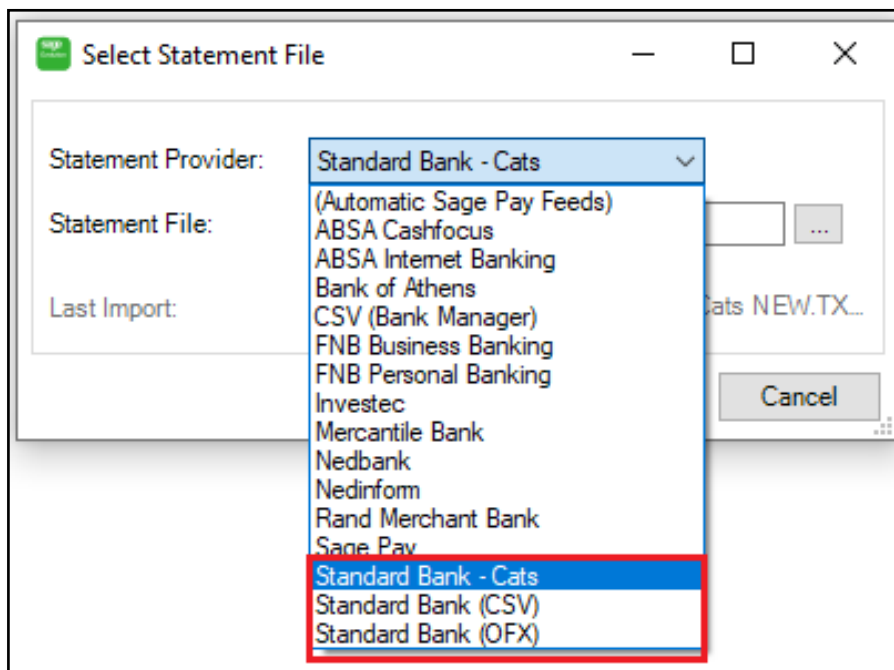 sage
Select Statement File
Statement Provider:
Standard Bank - Cats
(Automatic Sage Pay Feeds)
Statement File:
ABSA Cashfocus
...
ABSA Internet Banking
Bank of Athens
Last Import:
CSV (Bank Manager)
Cats NEW.TX...
FNB Business Banking
FNB Personal Banking
Cancel
Investec
Mercantile Bank
Nedbank
Nedinform
Rand Merchant Bank
Sage Pay
Standard Bank - Cats
Standard Bank (CSV)
Standard Bank (OFX)